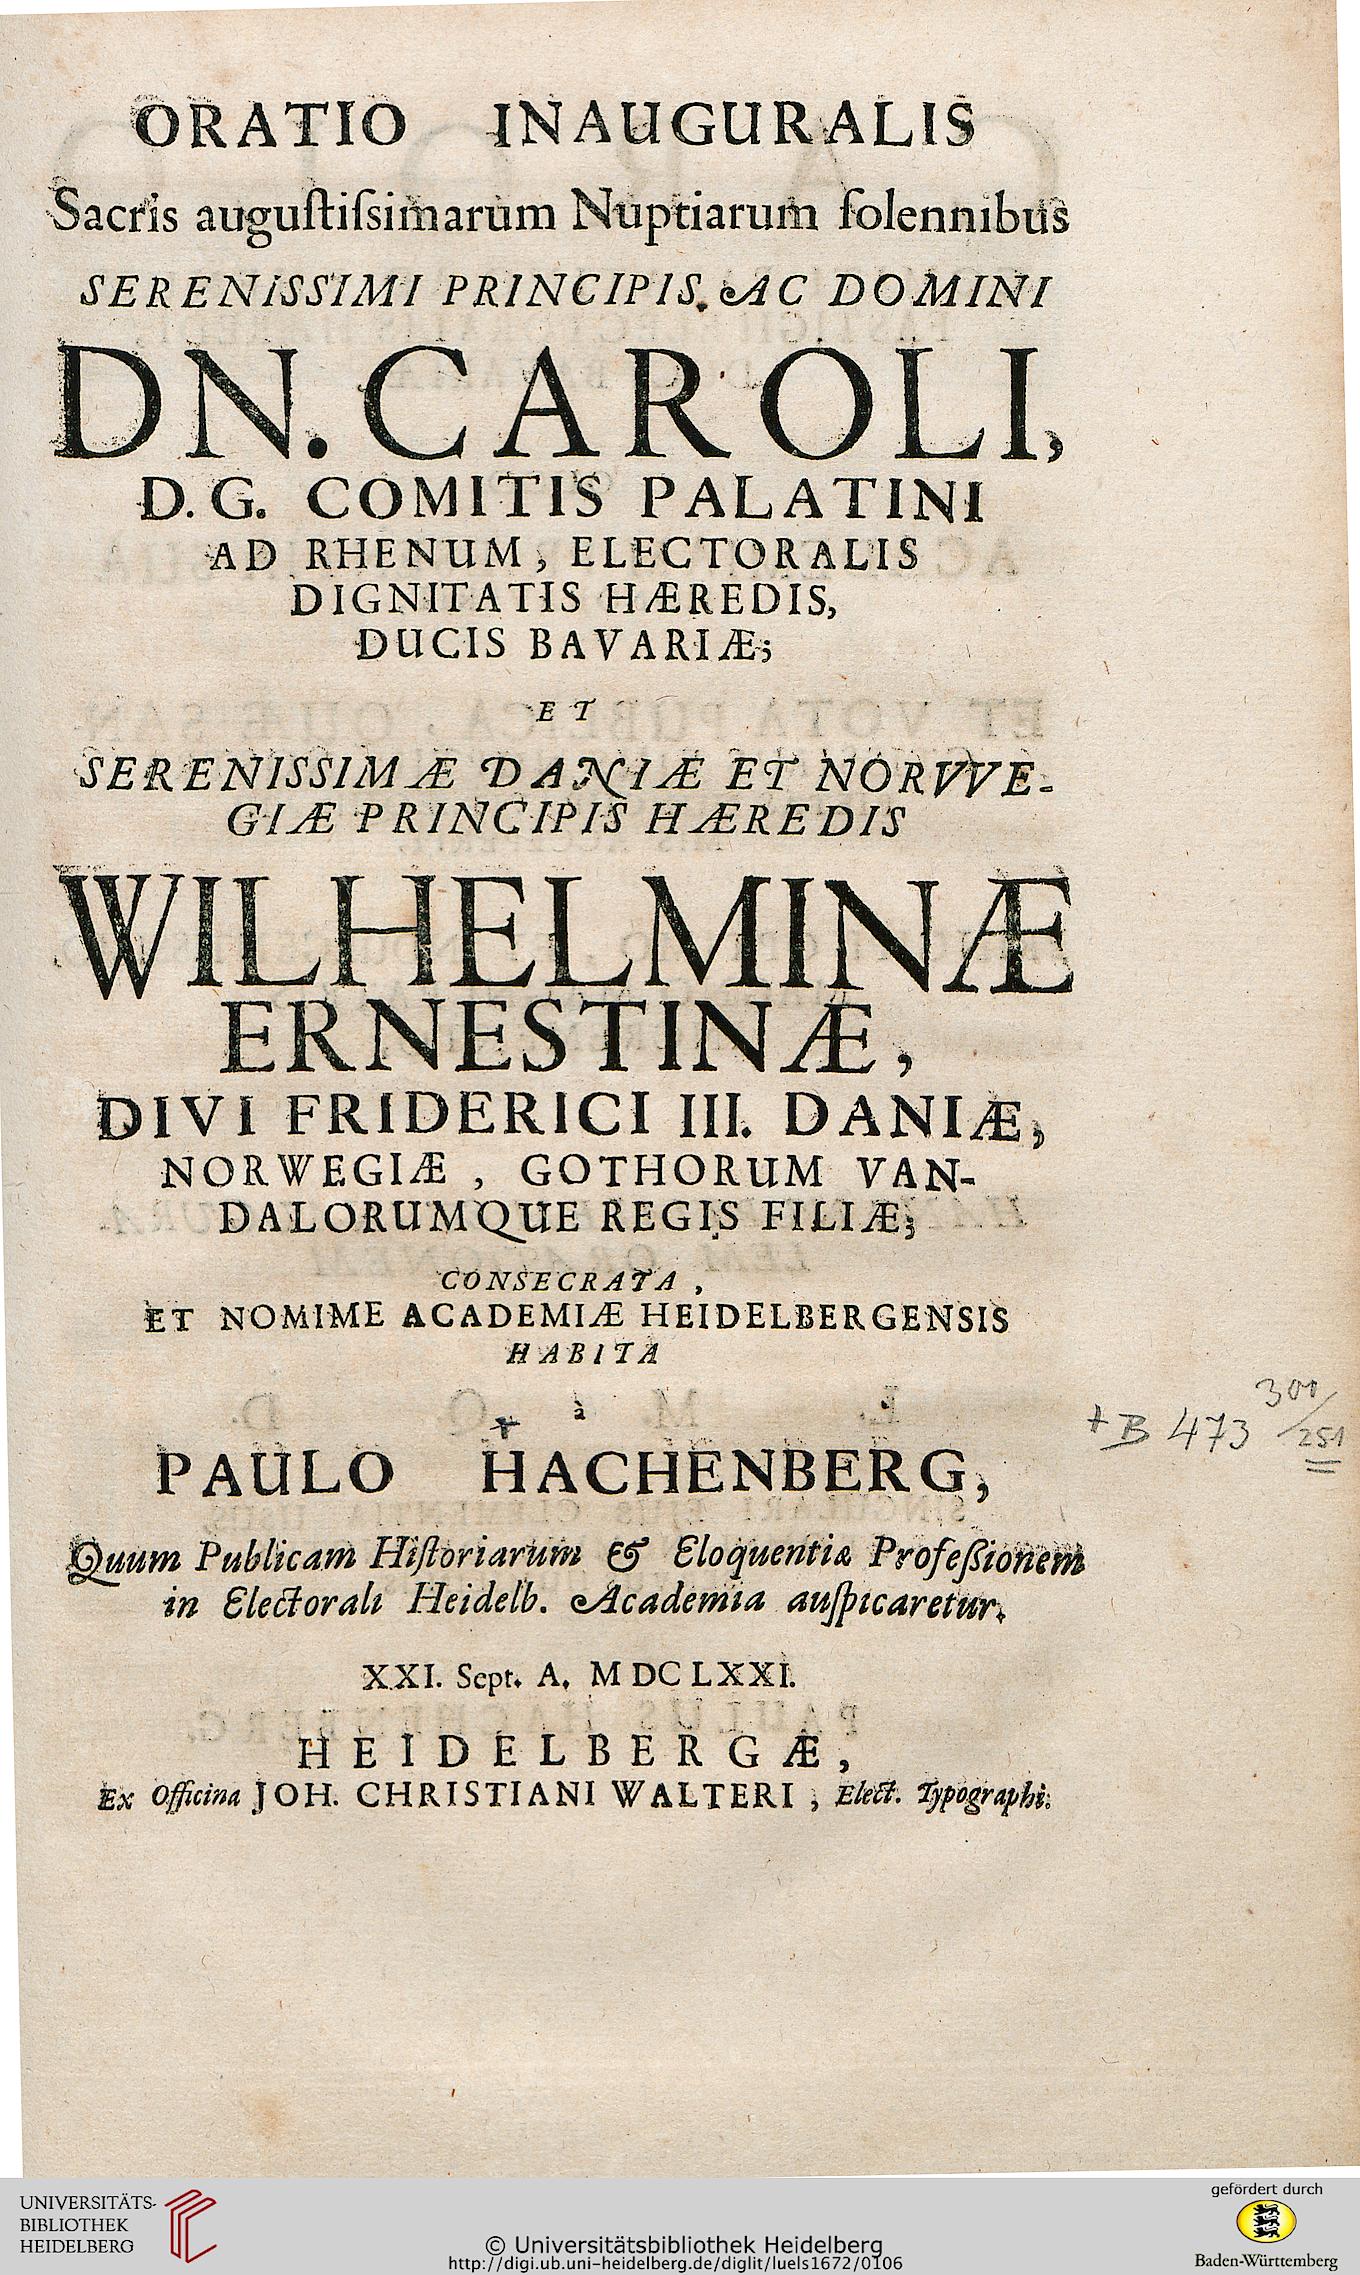 ORATIO INAUGURALIS
Sacris auguſtiſsimarum Nuptiarum ſolennibus
SERENISSIMI PRINCIPIS AC DOMINI
DN. CAROLI,
D. G. COMITIS PALATINI
AD RHENUM, ELECTORALIS
DIGNITATIS HÆREDIS,
DUCIS BAVARIÆ;
ET
SERENISSIMÆ DANIÆ ET NORVVE-
GIÆ PRINCIPIS HÆREDIS
WILHELMINÆ
ERNESTINÆ,
DIVI FRIDERICI III. DANIÆ,
NORWEGIÆ, GOTHORUM VAN-
DALORUMQUE REGIS FILIÆ;
CONSECRATA,
ET NOMIME ACADEMIÆ HEIDELBERGENSIS
HABITA
à
PAULO HACHENBERG,
+ B 473 300/251
Quum Publicam Hiſtoriarum & Eloquentiæ Profeſsionem
in Electorali Heidelb. Academia auſpicaretur.
XXI. Sept. A. MDCLXXI.
HEIDELBERGÆ,
Ex Officina JOH. CHRISTIANI WALTERI, Elect. Typographi.
UNIVERSITÄTS-
BIBLIOTHEK
HEIDELBERG
© Universitätsbibliothek Heidelberg
http://digi.ub.uni-heidelberg.de/diglit/luels1672/0106
gefördert durch
Baden-Württemberg